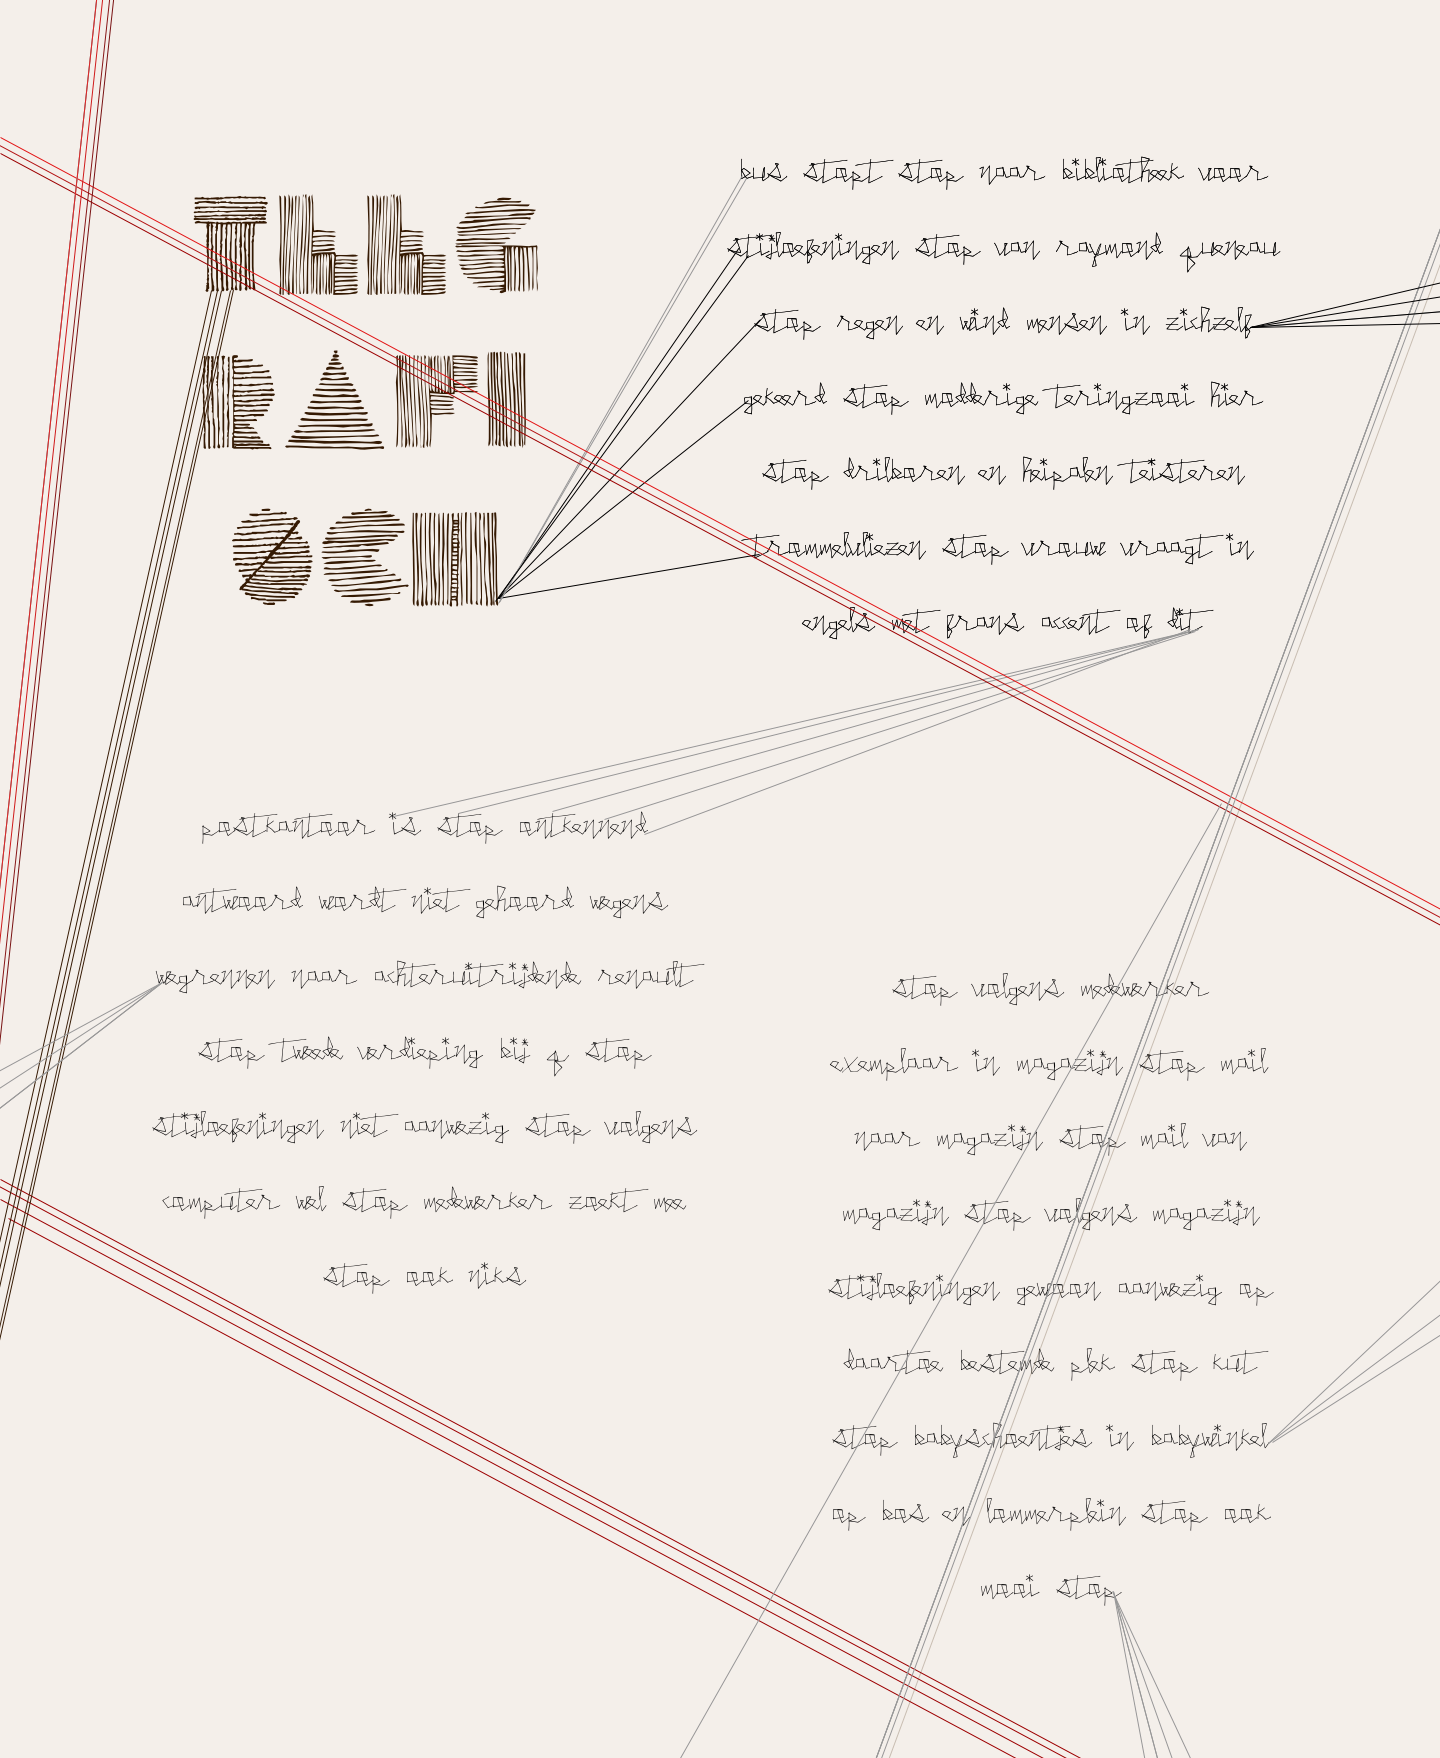 TLLG
RAFI
ØCH
bus stopt stop naar bibliotheek voor
stijloefeningen stop van raymond queneau
stop regen en wind mensen in zichzelf
gekeerd stop modderige teringzooi hier
stop drilboren en heipalen teisteren
trommelvliezen stop vrouw vraagt in
engels met frans accent of dit
postkantoor is stop ontkennend
antwoord wordt niet gehoord wegens
wegrennen naar achteruitrijdende renault
stop tweede verdieping bij q stop
stijloefeningen niet aanwezig stop volgens
computer wel stop medewerker zoekt mee
stop ook niks
stop volgens medewerker
exemplaar in magazijn stop mail
naar magazijn stop mail van
magazijn stop volgens magazijn
stijloefeningen gewoon aanwezig op
daartoe bestemde plek stop kut
stop babyschoentjes in babywinkel
op bos en lommerplein stop ook
mooi stop